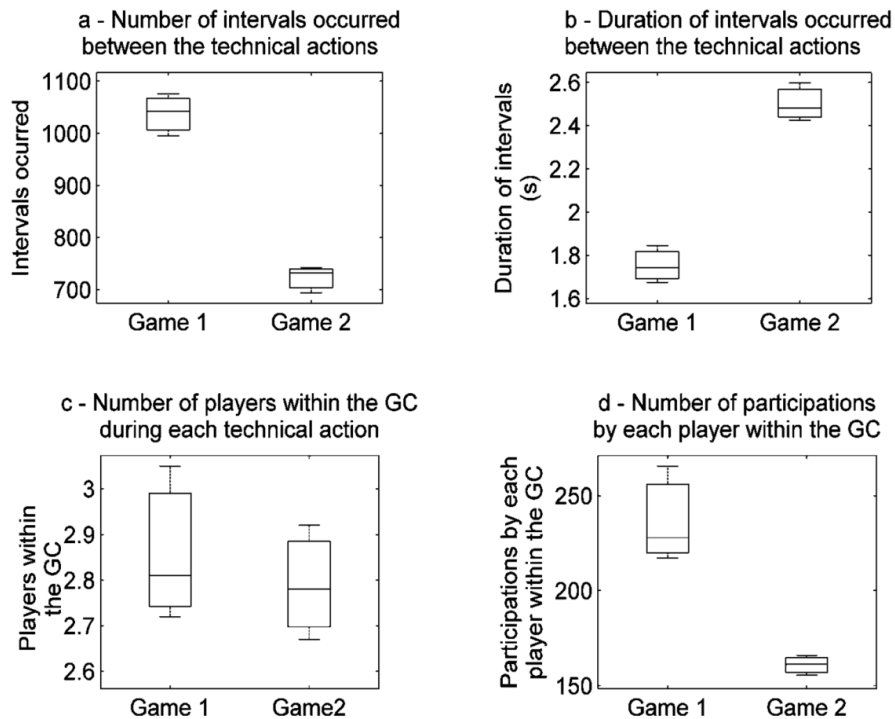 a - Number of intervals occurred
between the technical actions
Intervals ocurred
1100
1000
900
800
700
Game 1 Game 2
b - Duration of intervals occurred
between the technical actions
Duration of intervals
(s)
2.6
2.4
2.2
2
1.8
1.6
Game 1 Game 2
c - Number of players within the GC
during each technical action
Players within
the GC
3
2.9
2.8
2.7
2.6
Game 1 Game2
d - Number of participations
by each player within the GC
Participations by each
player within the GC
250
200
150
Game 1 Game 2